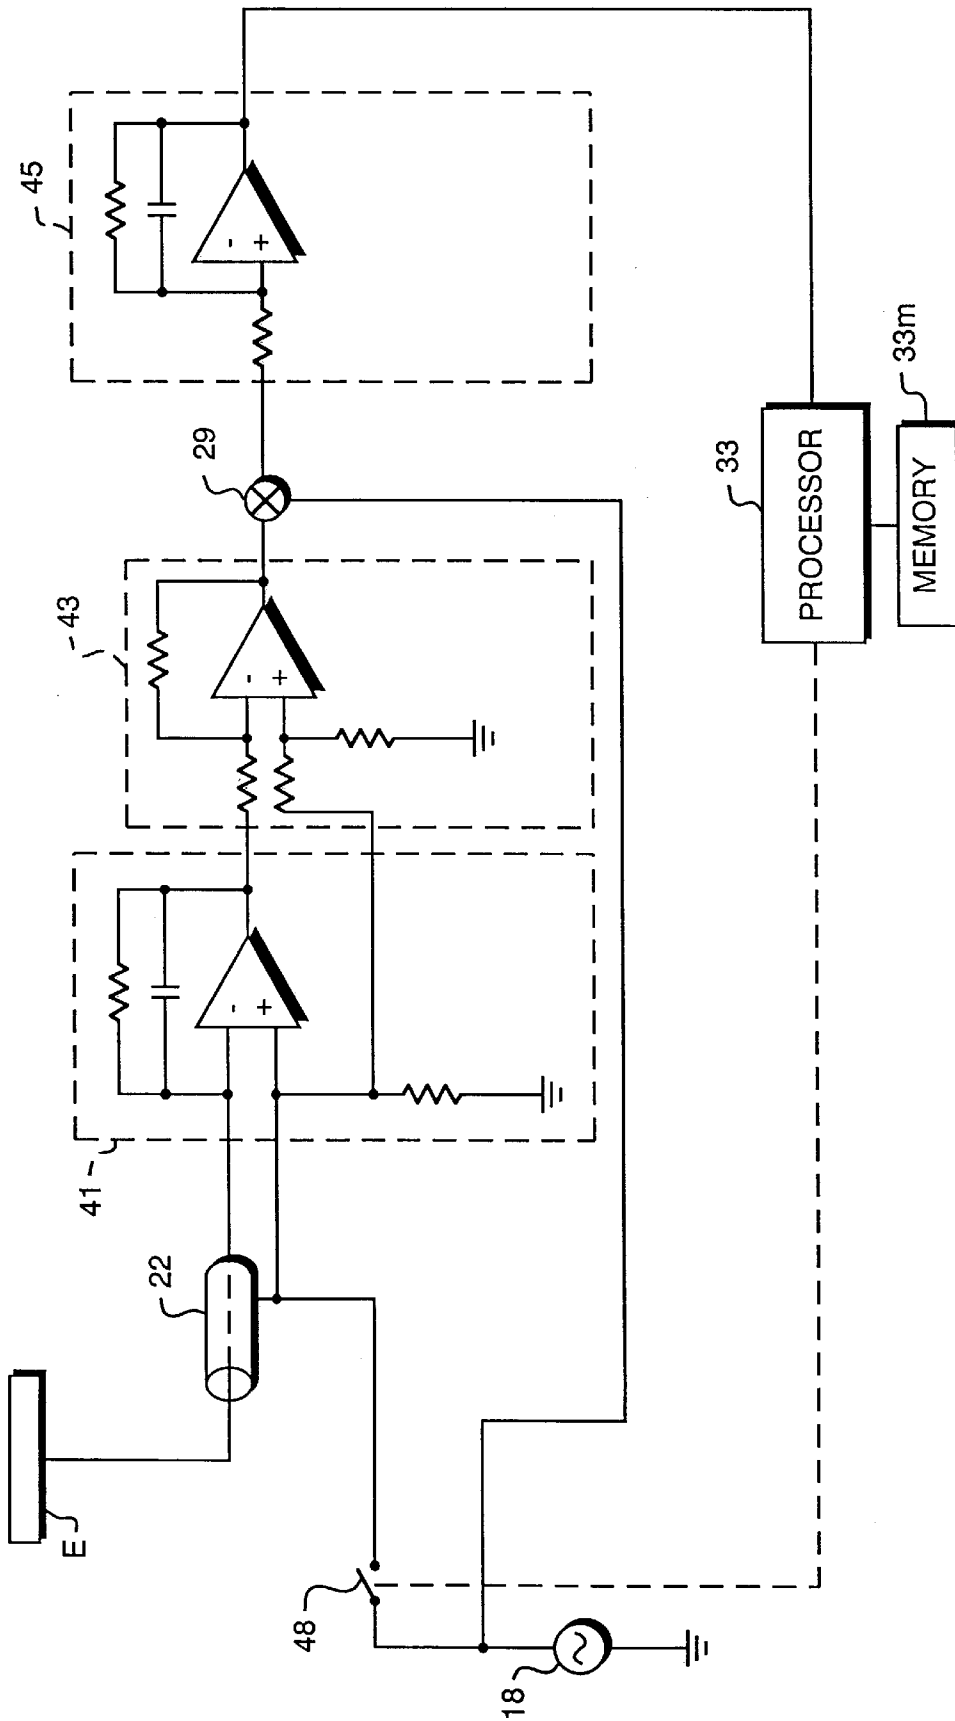 45
- +
29
43
- +
33
PROCESSOR
33m
MEMORY
41
- +
22
E
48
18